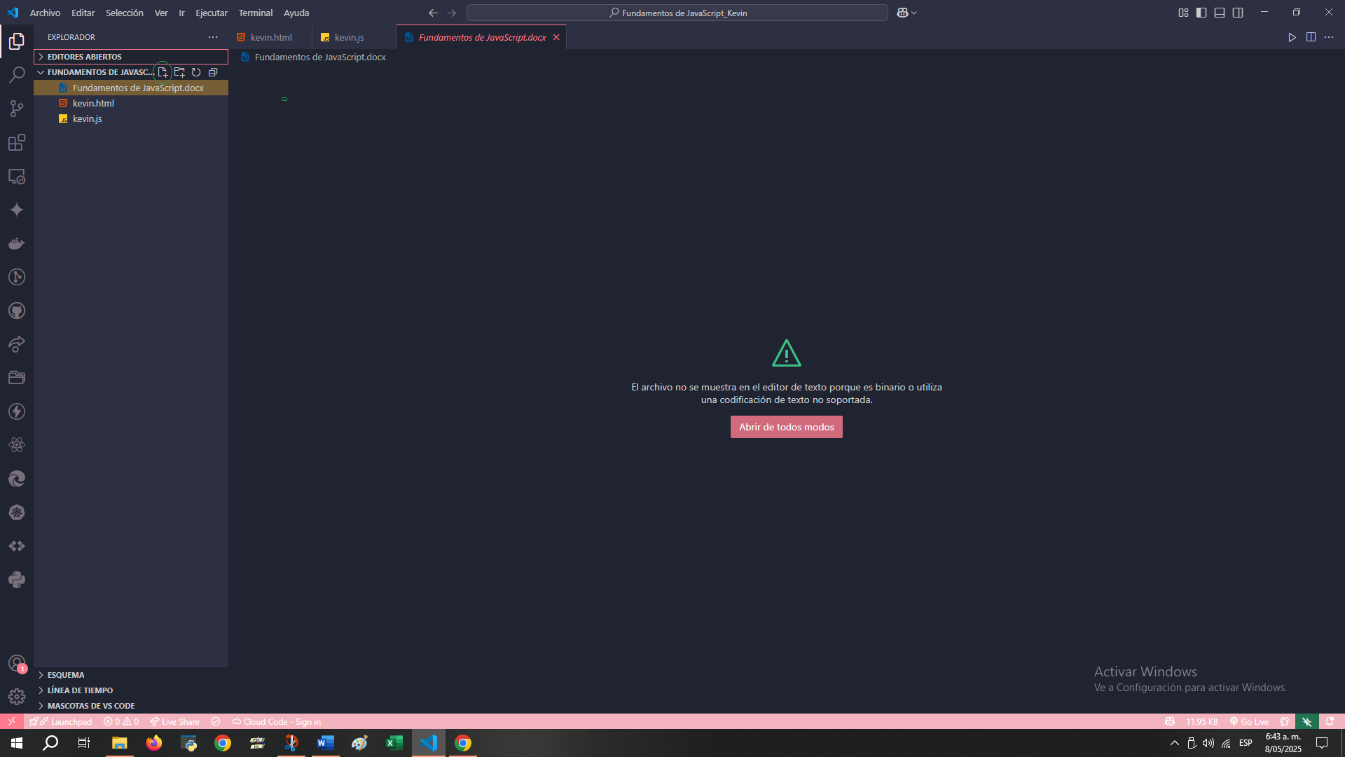 Archivo Editar Selección Ver Ir Ejecutar Terminal Ayuda
Fundamentos de JavaScript_Kevin
EXPLORADOR
kevin.html
kevin.js
Fundamentos de JavaScript.docx
EDITORES ABIERTOS
Fundamentos de JavaScript.docx
FUNDAMENTOS DE JAVASC...
Fundamentos de JavaScript.docx
kevin.html
kevin.js
El archivo no se muestra en el editor de texto porque es binario o utiliza
una codificación de texto no soportada.
Abrir de todos modos
Activar Windows
Ve a Configuración para activar Windows.
ESQUEMA
LÍNEA DE TIEMPO
MASCOTAS DE VS CODE
1
Launchpad 0 0 Live Share Cloud Code - Sign in 11.95 KB Go Live
ESP
6:43 a. m.
8/05/2025